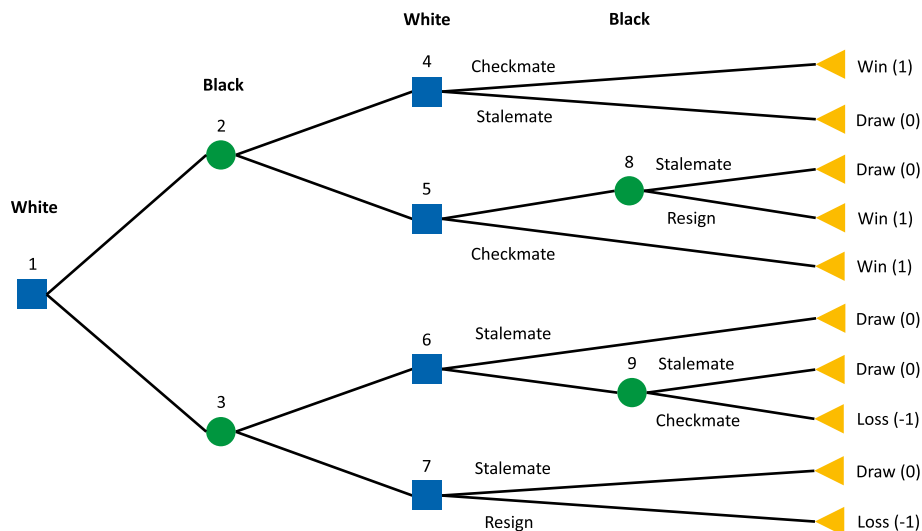 White
Black
4
Checkmate
Win (1)
Black
2
Stalemate
Draw (0)
8
Stalemate
Draw (0)
5
White
Resign
Win (1)
1
Checkmate
Win (1)
6
Stalemate
Draw (0)
9
Stalemate
Draw (0)
3
Checkmate
Loss (-1)
7
Stalemate
Draw (0)
Resign
Loss (-1)